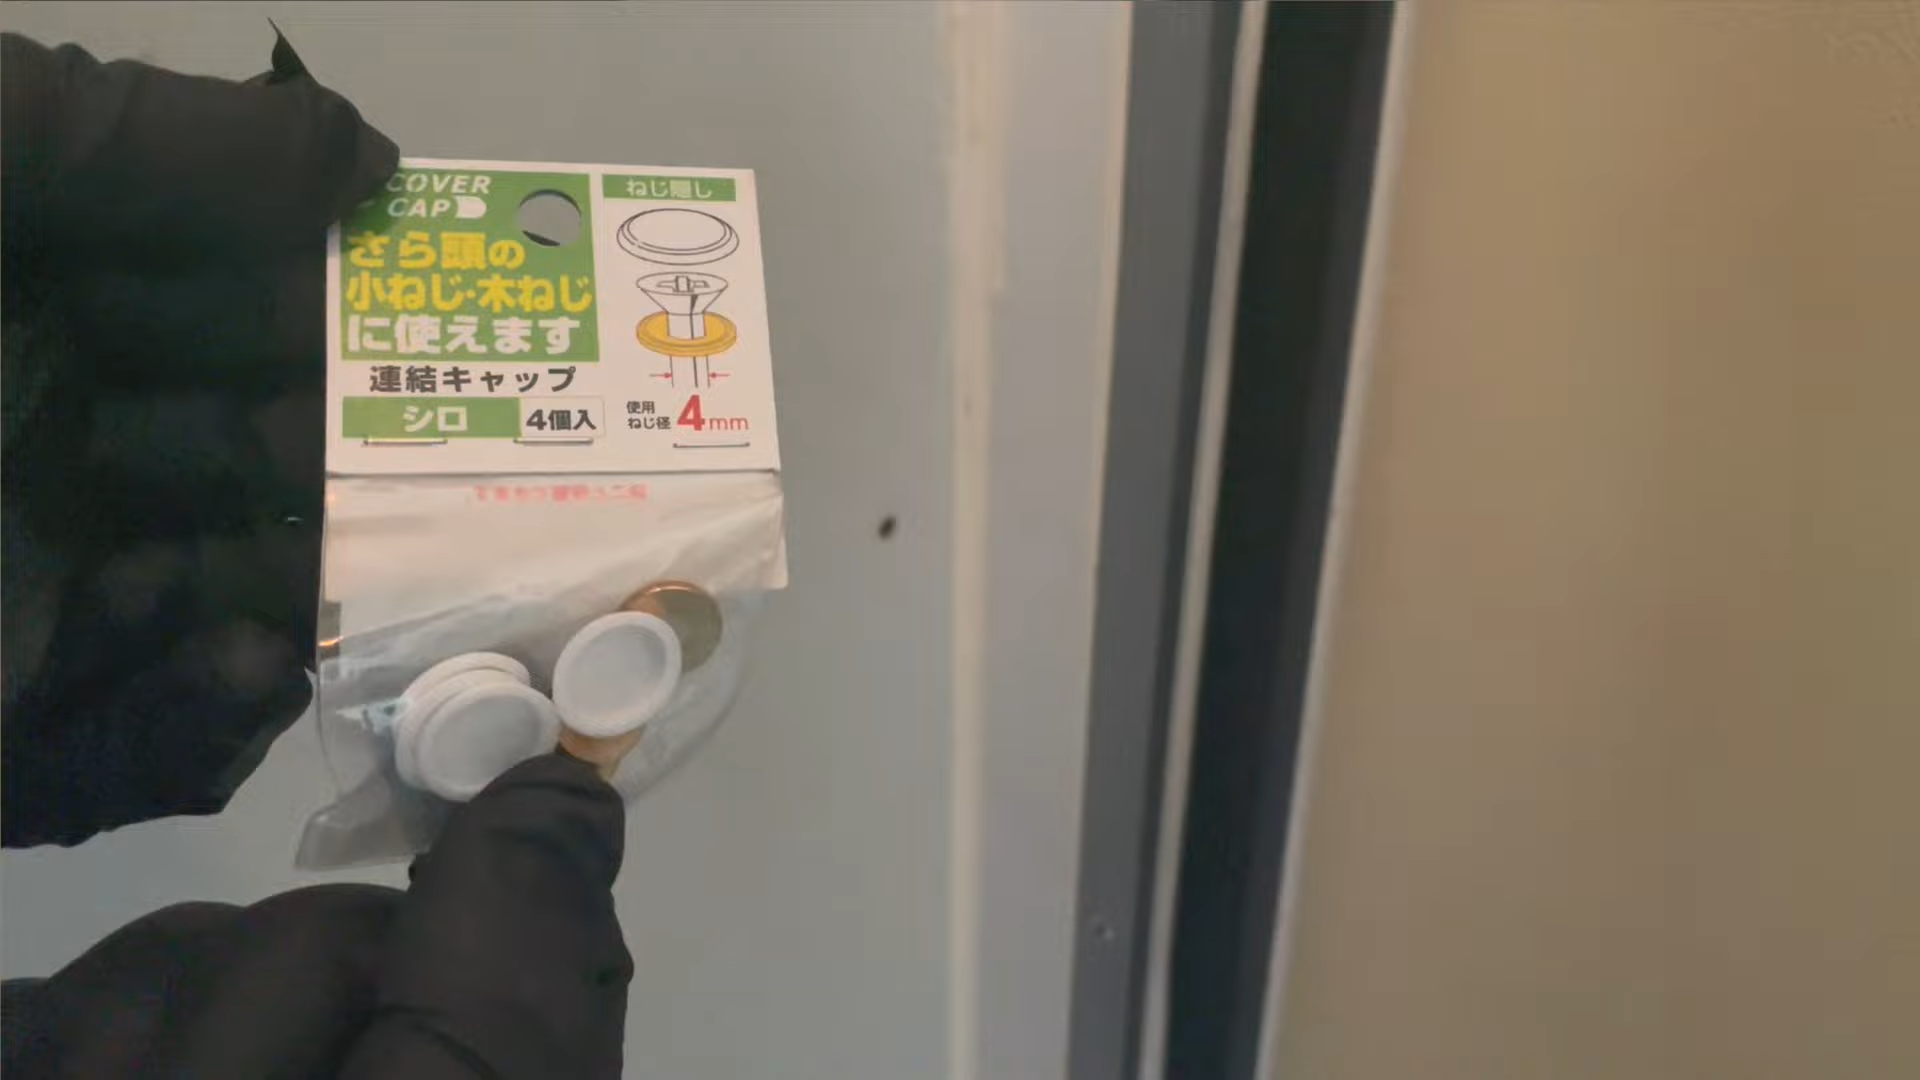 COVER
CAP
さら頭の
小ねじ・木ねじ
に使えます
連結キャップ
シロ 4個入
ねじ隠し
使用
ねじ径 4mm